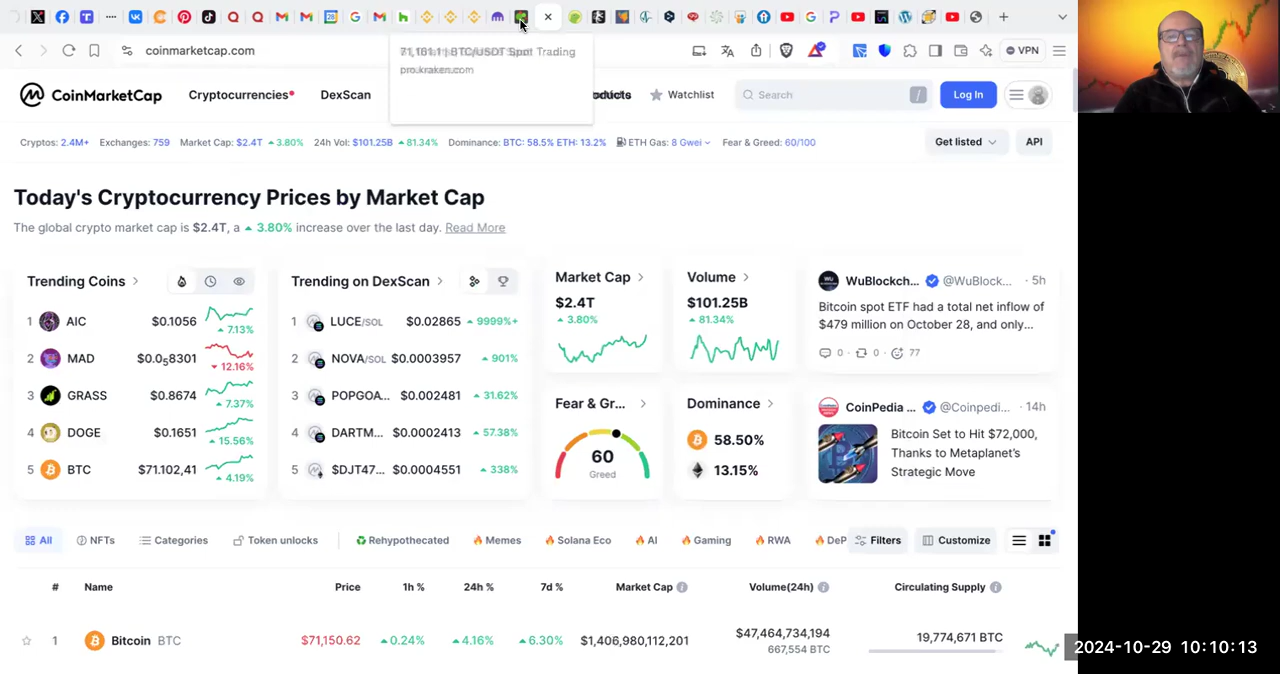 coinmarketcap.com
VPN
71,161.1 | BTC/USDT Spot Trading
pro.kraken.com
CoinMarketCap
Cryptocurrencies
DexScan
Watchlist
Search
/
Log In
Cryptos: 2.4M+ Exchanges: 759 Market Cap: $2.4T 3.80% 24h Vol: $101.25B 81.34% Dominance: BTC: 58.5% ETH: 13.2% ETH Gas: 8 Gwei Fear & Greed: 60/100
Get listed
API
Today's Cryptocurrency Prices by Market Cap
The global crypto market cap is $2.4T, a 3.80% increase over the last day. Read More
Trending Coins
1 AIC $0.1056 7.13%
2 MAD $0.0₅8301 12.16%
3 GRASS $0.8674 7.37%
4 DOGE $0.1651 15.56%
5 BTC $71.102,41 4.19%
Trending on DexScan
1 LUCE/SOL $0.02865 9999%+
2 NOVA/SOL $0.0003957 901%
3 POPGOA... $0.002481 31.62%
4 DARTM... $0.0002413 57.38%
5 $DJT47... $0.0004551 338%
Market Cap
$2.4T
3.80%
Volume
$101.25B
81.34%
Fear & Gr...
60
Greed
Dominance
58.50%
13.15%
WuBlockch... @WuBlock... · 5h
Bitcoin spot ETF had a total net inflow of
$479 million on October 28, and only...
0 · 0 · 77
CoinPedia ... @Coinpedi... · 14h
Bitcoin Set to Hit $72,000,
Thanks to Metaplanet's
Strategic Move
All
NFTs
Categories
Token unlocks
Rehypothecated
Memes
Solana Eco
AI
Gaming
RWA
DeP
Filters
Customize
# Name Price 1h % 24h % 7d % Market Cap Volume(24h) Circulating Supply
1 Bitcoin BTC $71,150.62 0.24% 4.16% 6.30% $1,406,980,112,201 $47,464,734,194 19,774,671 BTC
667,554 BTC
2024-10-29 10:10:13